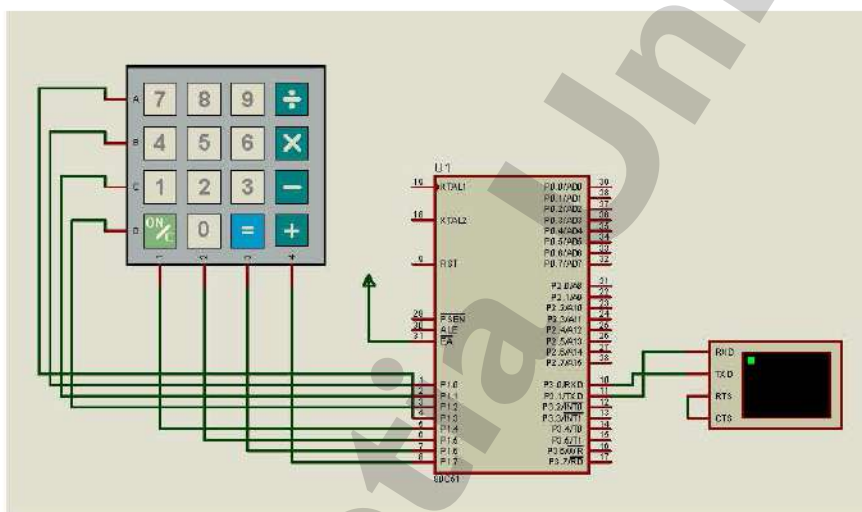 7 8 9 ÷
4 5 6 ×
1 2 3 −
ON/C 0 = +
A
B
C
D
1 2 3 4
U1
19 XTAL1
18 XTAL2
9 RST
29 PSEN
30 ALE
31 EA
1 P1.0
2 P1.1
3 P1.2
4 P1.3
5 P1.4
6 P1.5
7 P1.6
8 P1.7
P0.0/AD0 39
P0.1/AD1 38
P0.2/AD2 37
P0.3/AD3 36
P0.4/AD4 35
P0.5/AD5 34
P0.6/AD6 33
P0.7/AD7 32
P2.0/A8 21
P2.1/A9 22
P2.2/A10 23
P2.3/A11 24
P2.4/A12 25
P2.5/A13 26
P2.6/A14 27
P2.7/A15 28
P3.0/RXD 10
P3.1/TXD 11
P3.2/INT0 12
P3.3/INT1 13
P3.4/T0 14
P3.5/T1 15
P3.6/WR 16
P3.7/RD 17
80C51
RXD
TXD
RTS
CTS